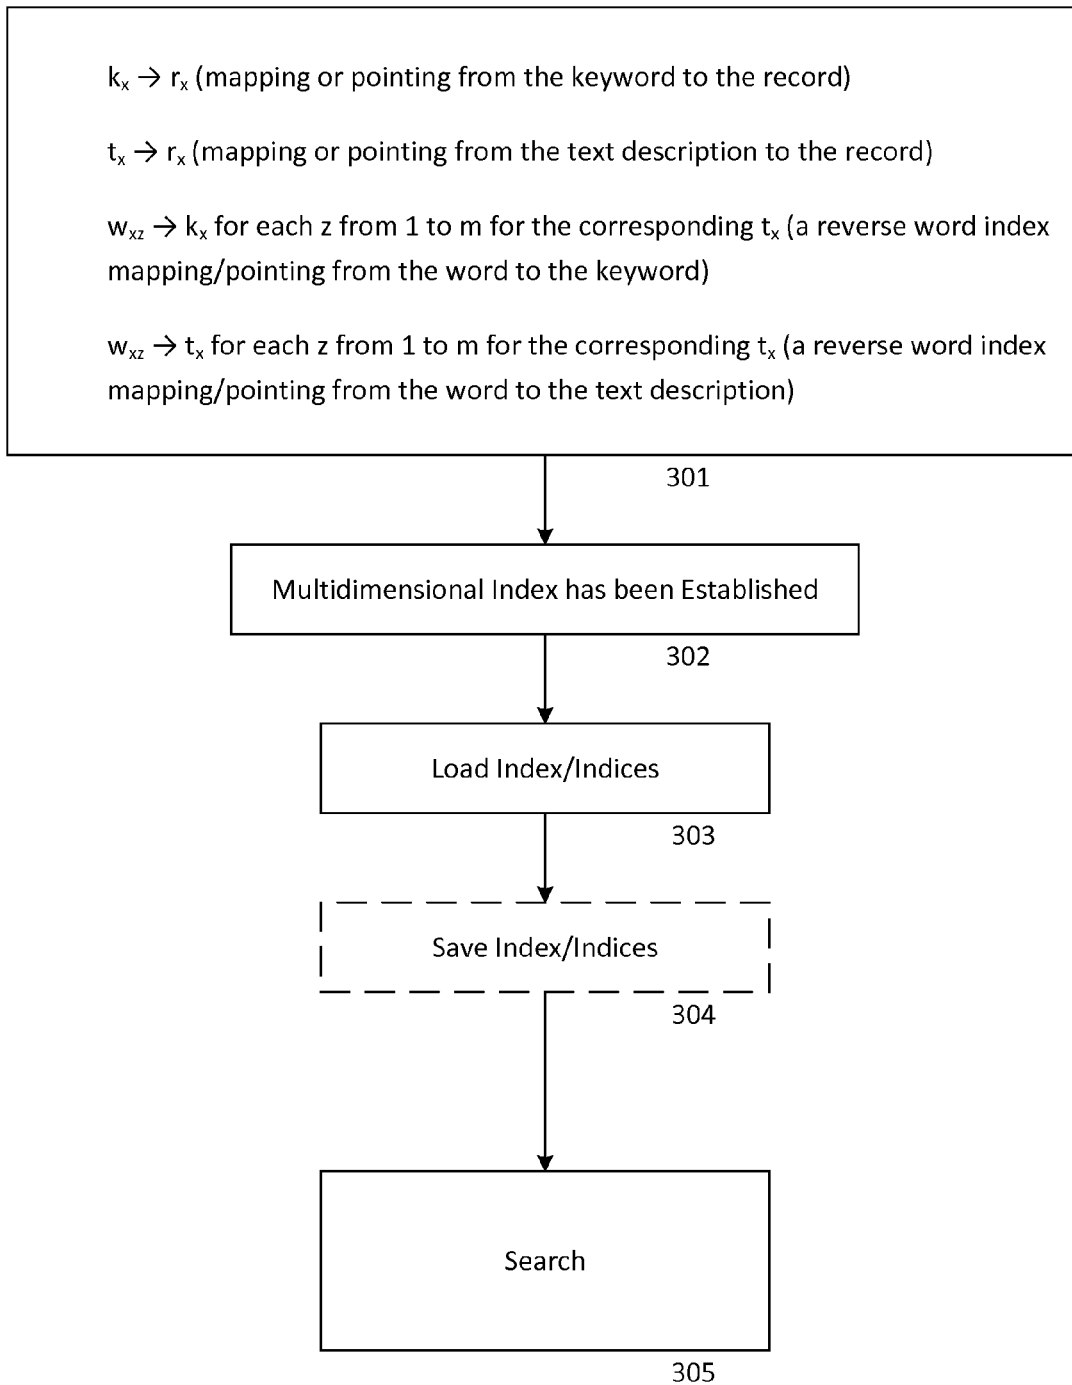 kₓ → rₓ (mapping or pointing from the keyword to the record)
tₓ → rₓ (mapping or pointing from the text description to the record)
w_xz → kₓ for each z from 1 to m for the corresponding tₓ (a reverse word index
mapping/pointing from the word to the keyword)
w_xz → tₓ for each z from 1 to m for the corresponding tₓ (a reverse word index
mapping/pointing from the word to the text description)
301
Multidimensional Index has been Established
302
Load Index/Indices
303
Save Index/Indices
304
Search
305